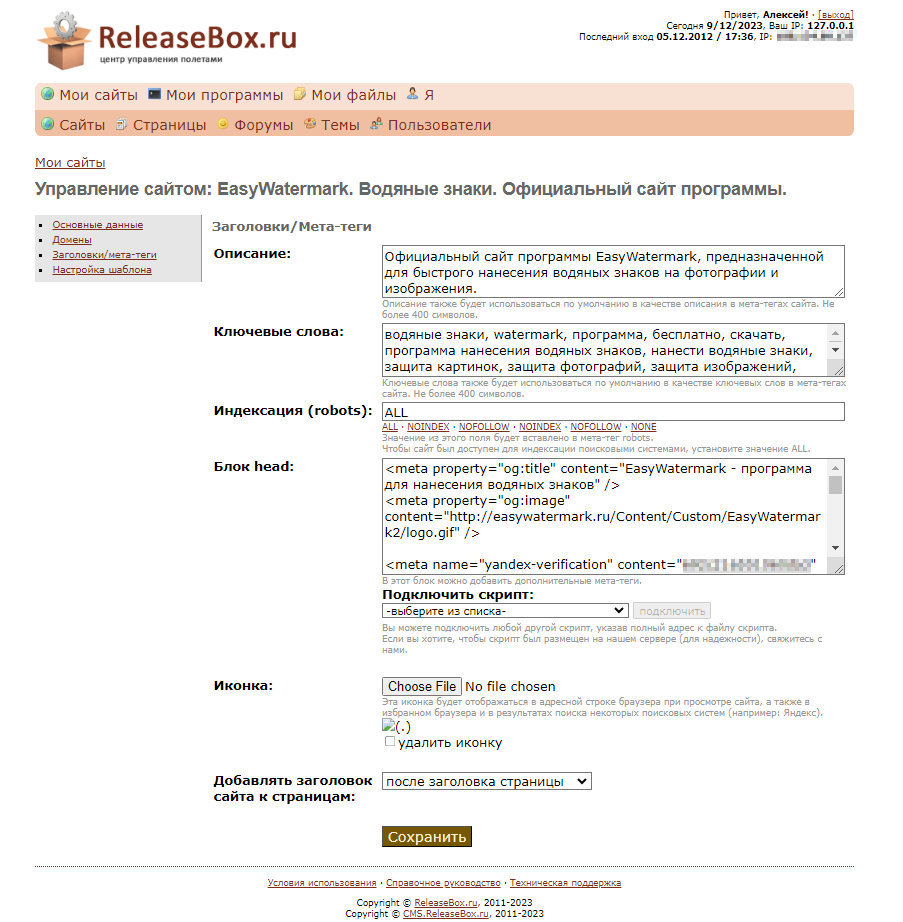 Привет, Алексей! · [выход]
Сегодня 9/12/2023, Ваш IP: 127.0.0.1
Последний вход 05.12.2012 / 17:36, IP:
ReleaseBox.ru
центр управления полетами
Мои сайты Мои программы Мои файлы Я
Сайты Страницы Форумы Темы Пользователи
Мои сайты
Управление сайтом: EasyWatermark. Водяные знаки. Официальный сайт программы.
Основные данные
Домены
Заголовки/мета-теги
Настройка шаблона
Заголовки/Мета-теги
Описание:
Официальный сайт программы EasyWatermark, предназначенной
для быстрого нанесения водяных знаков на фотографии и
изображения.
Описание также будет использоваться по умолчанию в качестве описания в мета-тегах сайта. Не
более 400 символов.
Ключевые слова:
водяные знаки, watermark, программа, бесплатно, скачать,
программа нанесения водяных знаков, нанести водяные знаки,
защита картинок, защита фотографий, защита изображений,
Ключевые слова также будет использоваться по умолчанию в качестве ключевых слов в мета-тегах
сайта. Не более 400 символов.
Индексация (robots):
ALL
ALL · NOINDEX · NOFOLLOW · NOINDEX · NOFOLLOW · NONE
Значение из этого поля будет вставлено в мета-тег robots.
Чтобы сайт был доступен для индексации поисковыми системами, установите значение ALL.
Блок head:
<meta property="og:title" content="EasyWatermark - программа
для нанесения водяных знаков" />
<meta property="og:image"
content="http://easywatermark.ru/Content/Custom/EasyWatermar
k2/logo.gif" />
<meta name="yandex-verification" content=" "
В этот блок можно добавить дополнительные мета-теги.
Подключить скрипт:
-выберите из списка- подключить
Вы можете подключить любой другой скрипт, указав полный адрес к файлу скрипта.
Если вы хотите, чтобы скрипт был размещен на нашем сервере (для надежности), свяжитесь с
нами.
Иконка:
Choose File No file chosen
Эта иконка будет отображаться в адресной строке браузера при просмотре сайта, а также в
избранном браузера и в результатах поиска некоторых поисковых систем (например: Яндекс).
(.)
удалить иконку
Добавлять заголовок
сайта к страницам:
после заголовка страницы
Сохранить
Условия использования · Справочное руководство · Техническая поддержка
Copyright © ReleaseBox.ru, 2011-2023
Copyright © CMS.ReleaseBox.ru, 2011-2023